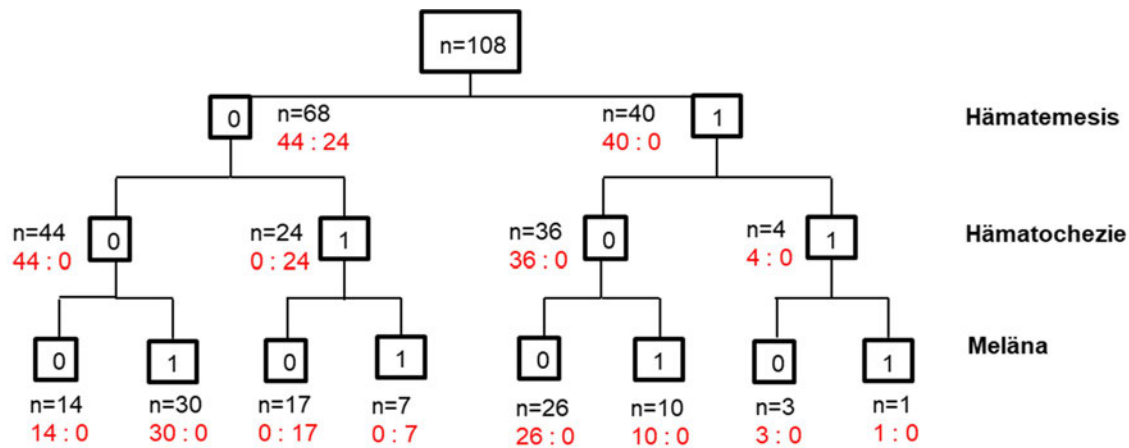 n=108
0 n=68 n=40 1 Hämatemesis
44 : 24 40 : 0
n=44 0 n=24 1 n=36 0 n=4 1 Hämatochezie
44 : 0 0 : 24 36 : 0 4 : 0
0 1 0 1 0 1 0 1 Meläna
n=14 n=30 n=17 n=7 n=26 n=10 n=3 n=1
14 : 0 30 : 0 0 : 17 0 : 7 26 : 0 10 : 0 3 : 0 1 : 0